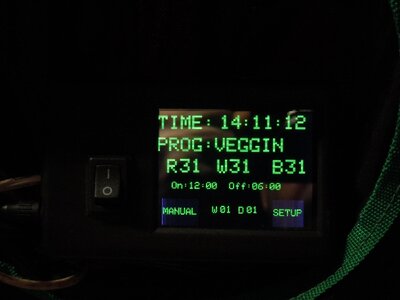 TIME: 14:11:12
PROG:VEGGIN
R31 W31 B31
On:12:00 Off:06:00
MANUAL W01 D01 SETUP